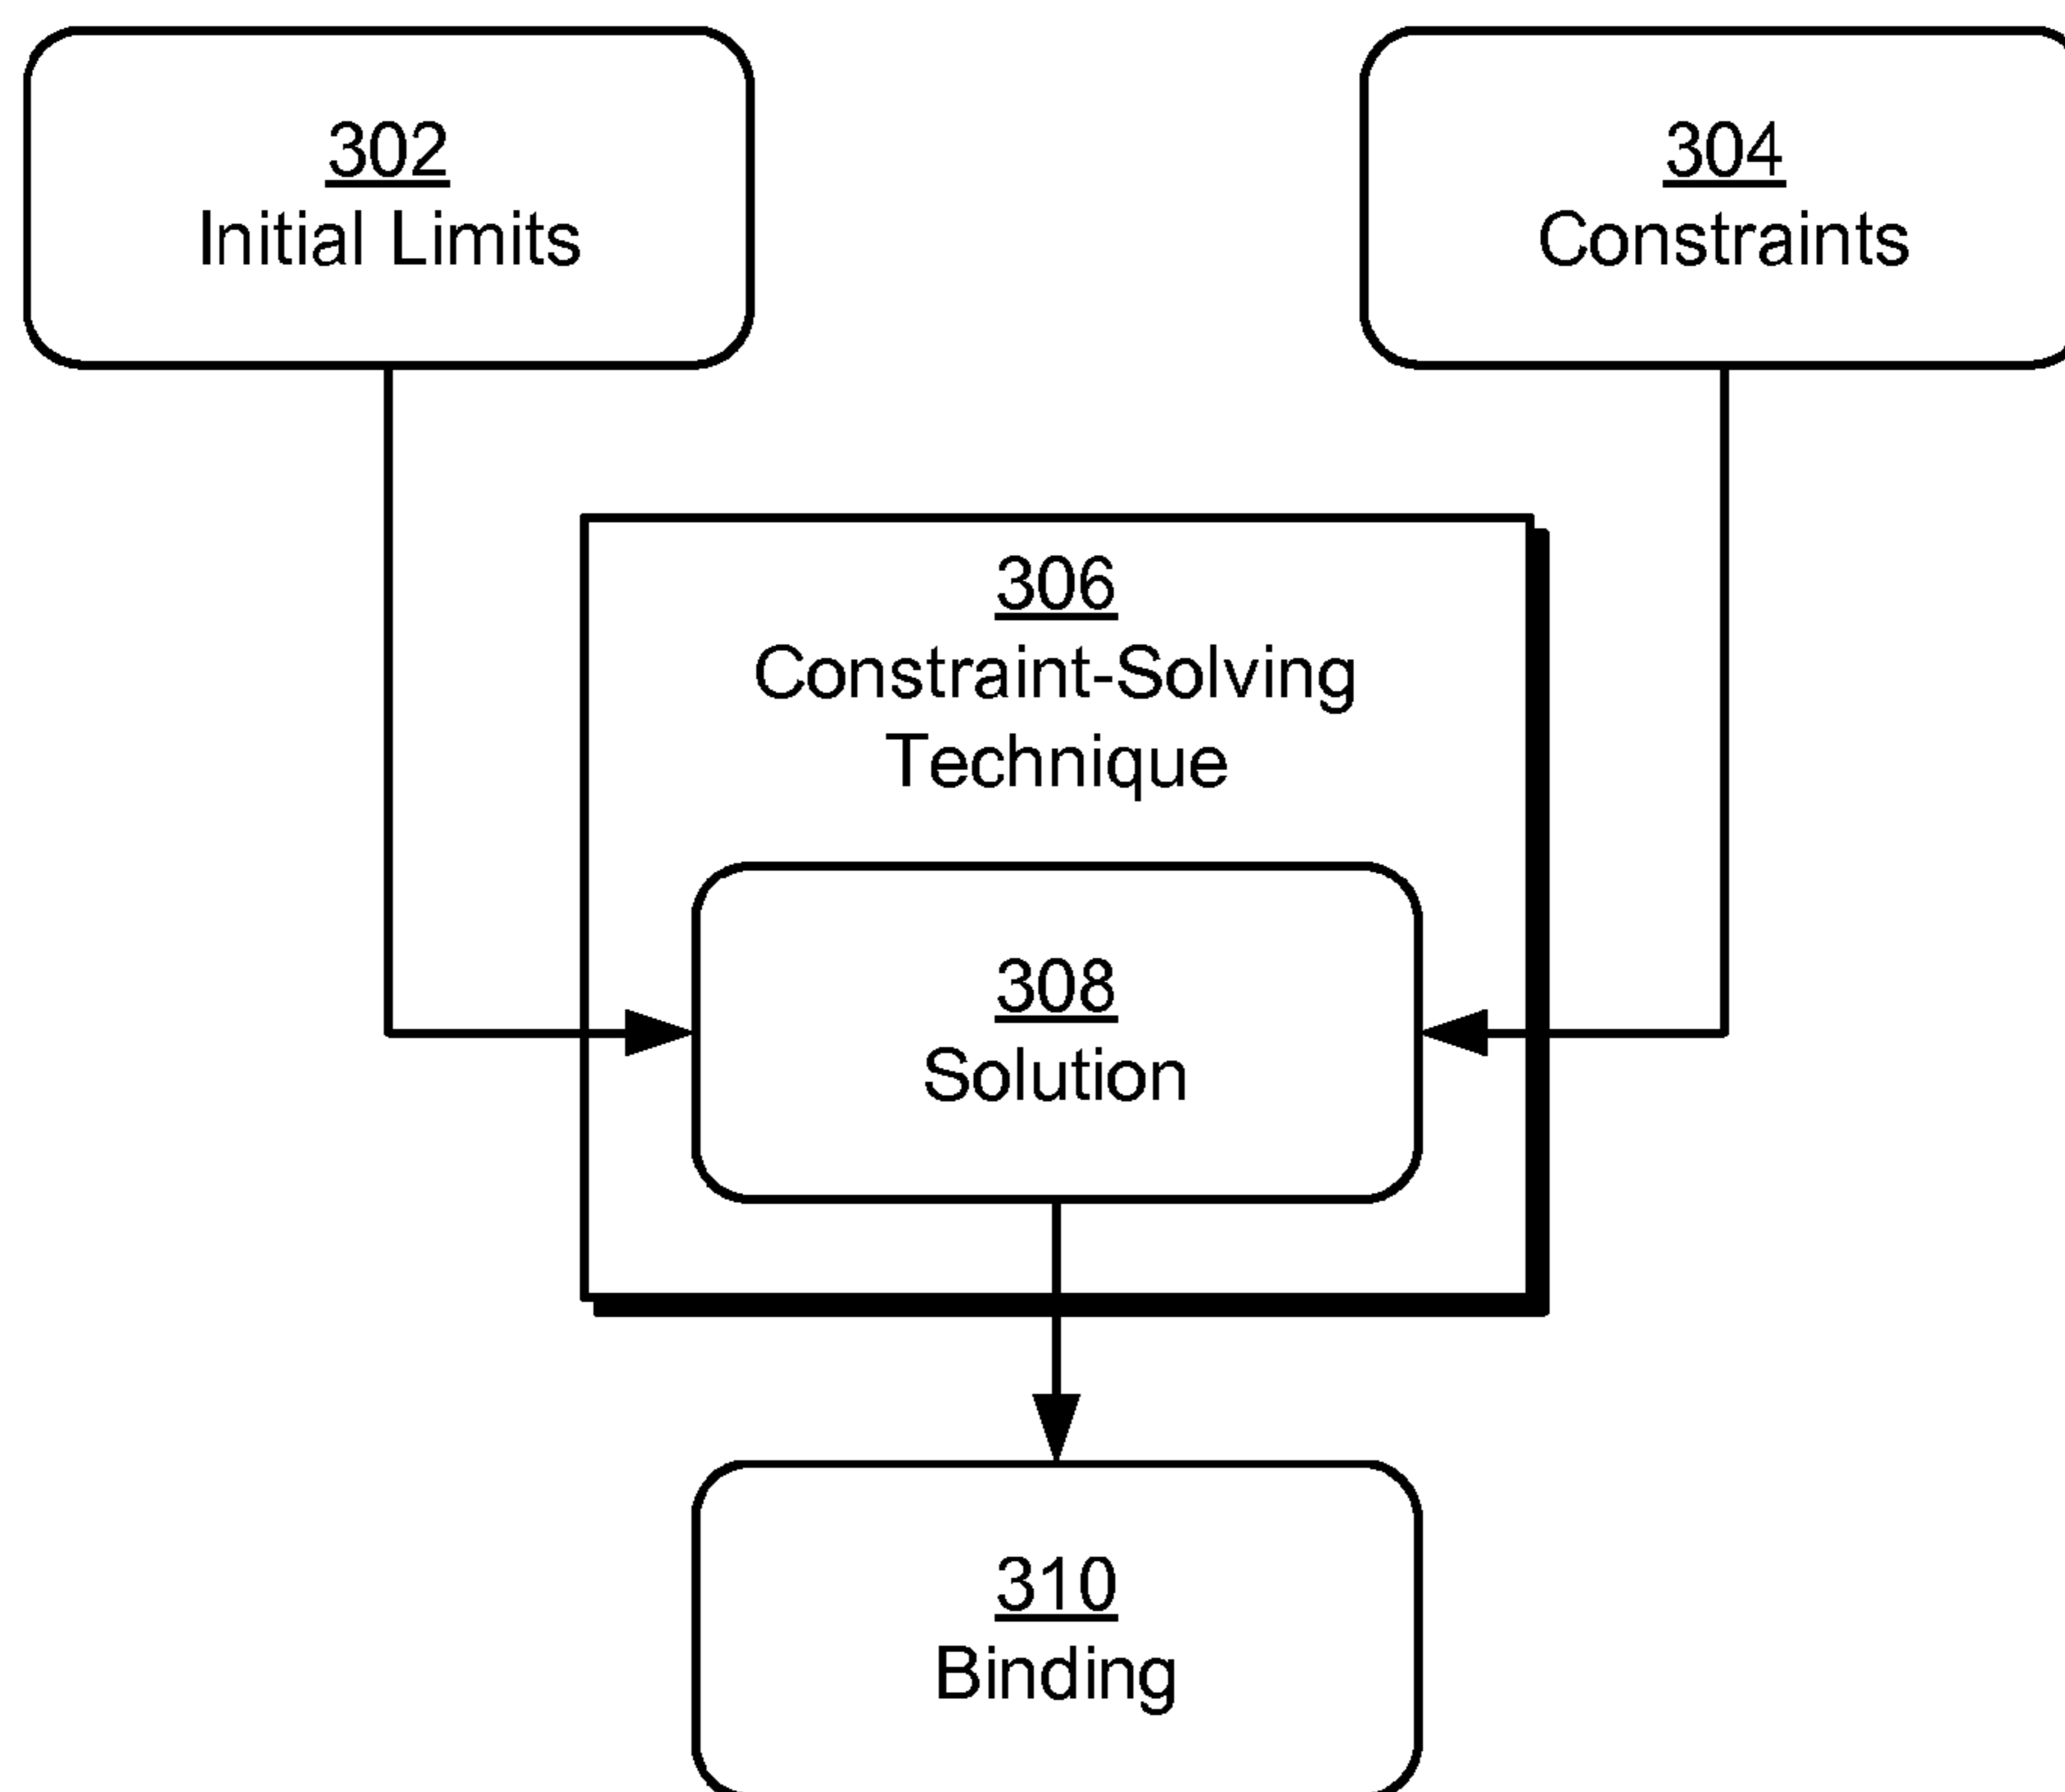 302
Initial Limits
304
Constraints
306
Constraint-Solving
Technique
308
Solution
310
Binding